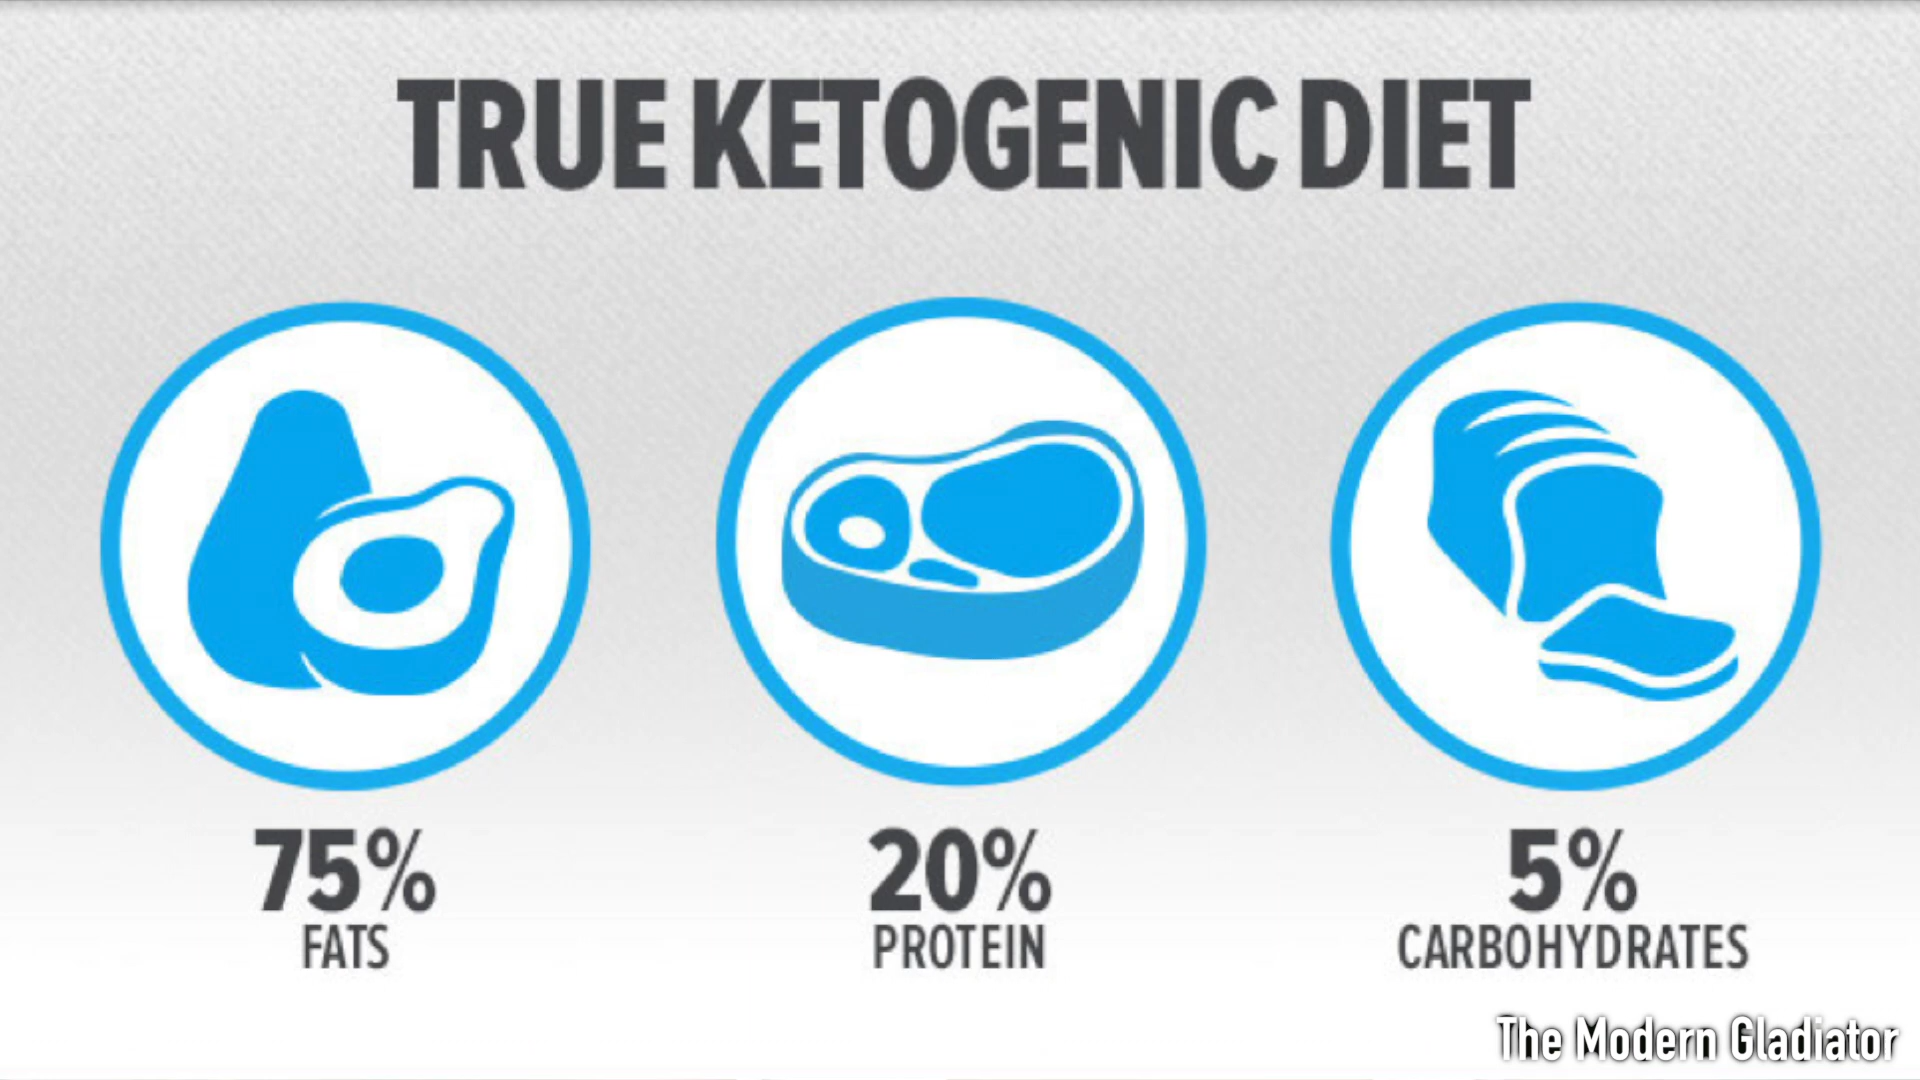 TRUE KETOGENIC DIET
75%
FATS
20%
PROTEIN
5%
CARBOHYDRATES
The Modern Gladiator